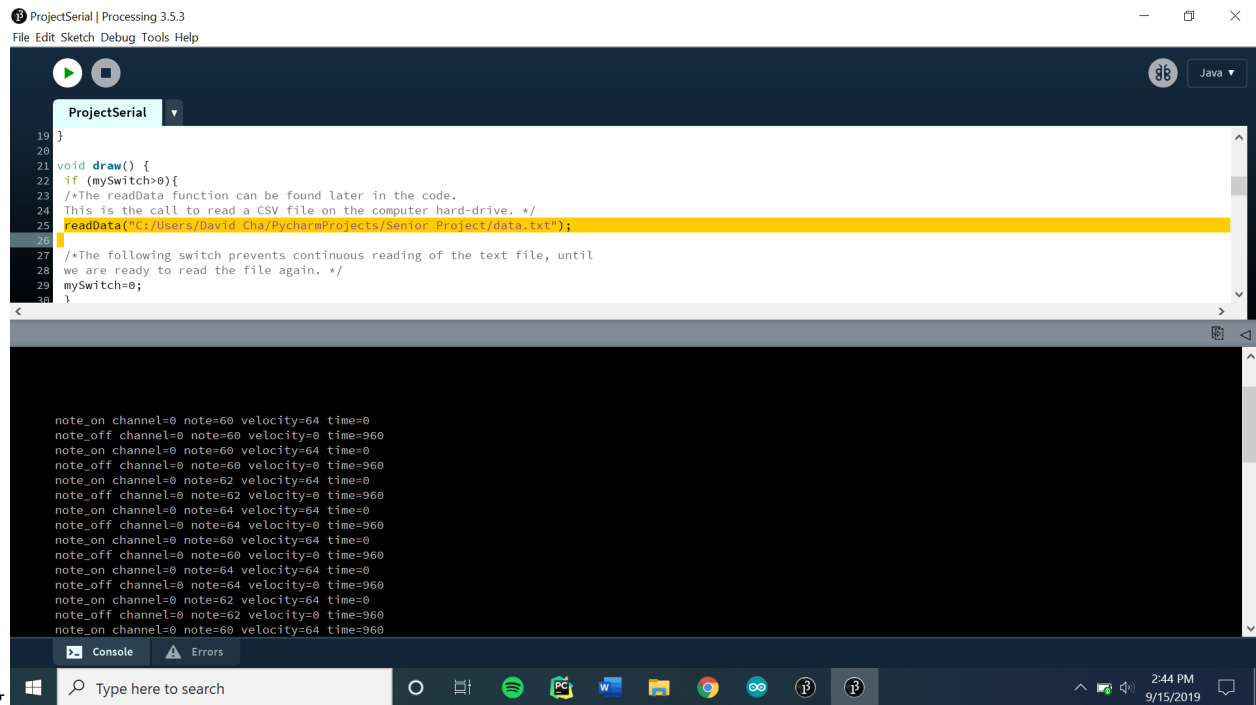 ProjectSerial | Processing 3.5.3
File Edit Sketch Debug Tools Help
Java ▼
ProjectSerial ▼
19 }
20
21 void draw() {
22 if (mySwitch>0){
23 /*The readData function can be found later in the code.
24 This is the call to read a CSV file on the computer hard-drive. */
25 readData("C:/Users/David Cha/PycharmProjects/Senior Project/data.txt");
26
27 /*The following switch prevents continuous reading of the text file, until
28 we are ready to read the file again. */
29 mySwitch=0;
30 }
note_on channel=0 note=60 velocity=64 time=0
note_off channel=0 note=60 velocity=0 time=960
note_on channel=0 note=60 velocity=64 time=0
note_off channel=0 note=60 velocity=0 time=960
note_on channel=0 note=62 velocity=64 time=0
note_off channel=0 note=62 velocity=0 time=960
note_on channel=0 note=64 velocity=64 time=0
note_off channel=0 note=64 velocity=0 time=960
note_on channel=0 note=60 velocity=64 time=0
note_off channel=0 note=60 velocity=0 time=960
note_on channel=0 note=64 velocity=64 time=0
note_off channel=0 note=64 velocity=0 time=960
note_on channel=0 note=62 velocity=64 time=0
note_off channel=0 note=62 velocity=0 time=960
note_on channel=0 note=60 velocity=64 time=960
Console Errors
Type here to search
PC
W
2:44 PM
9/15/2019